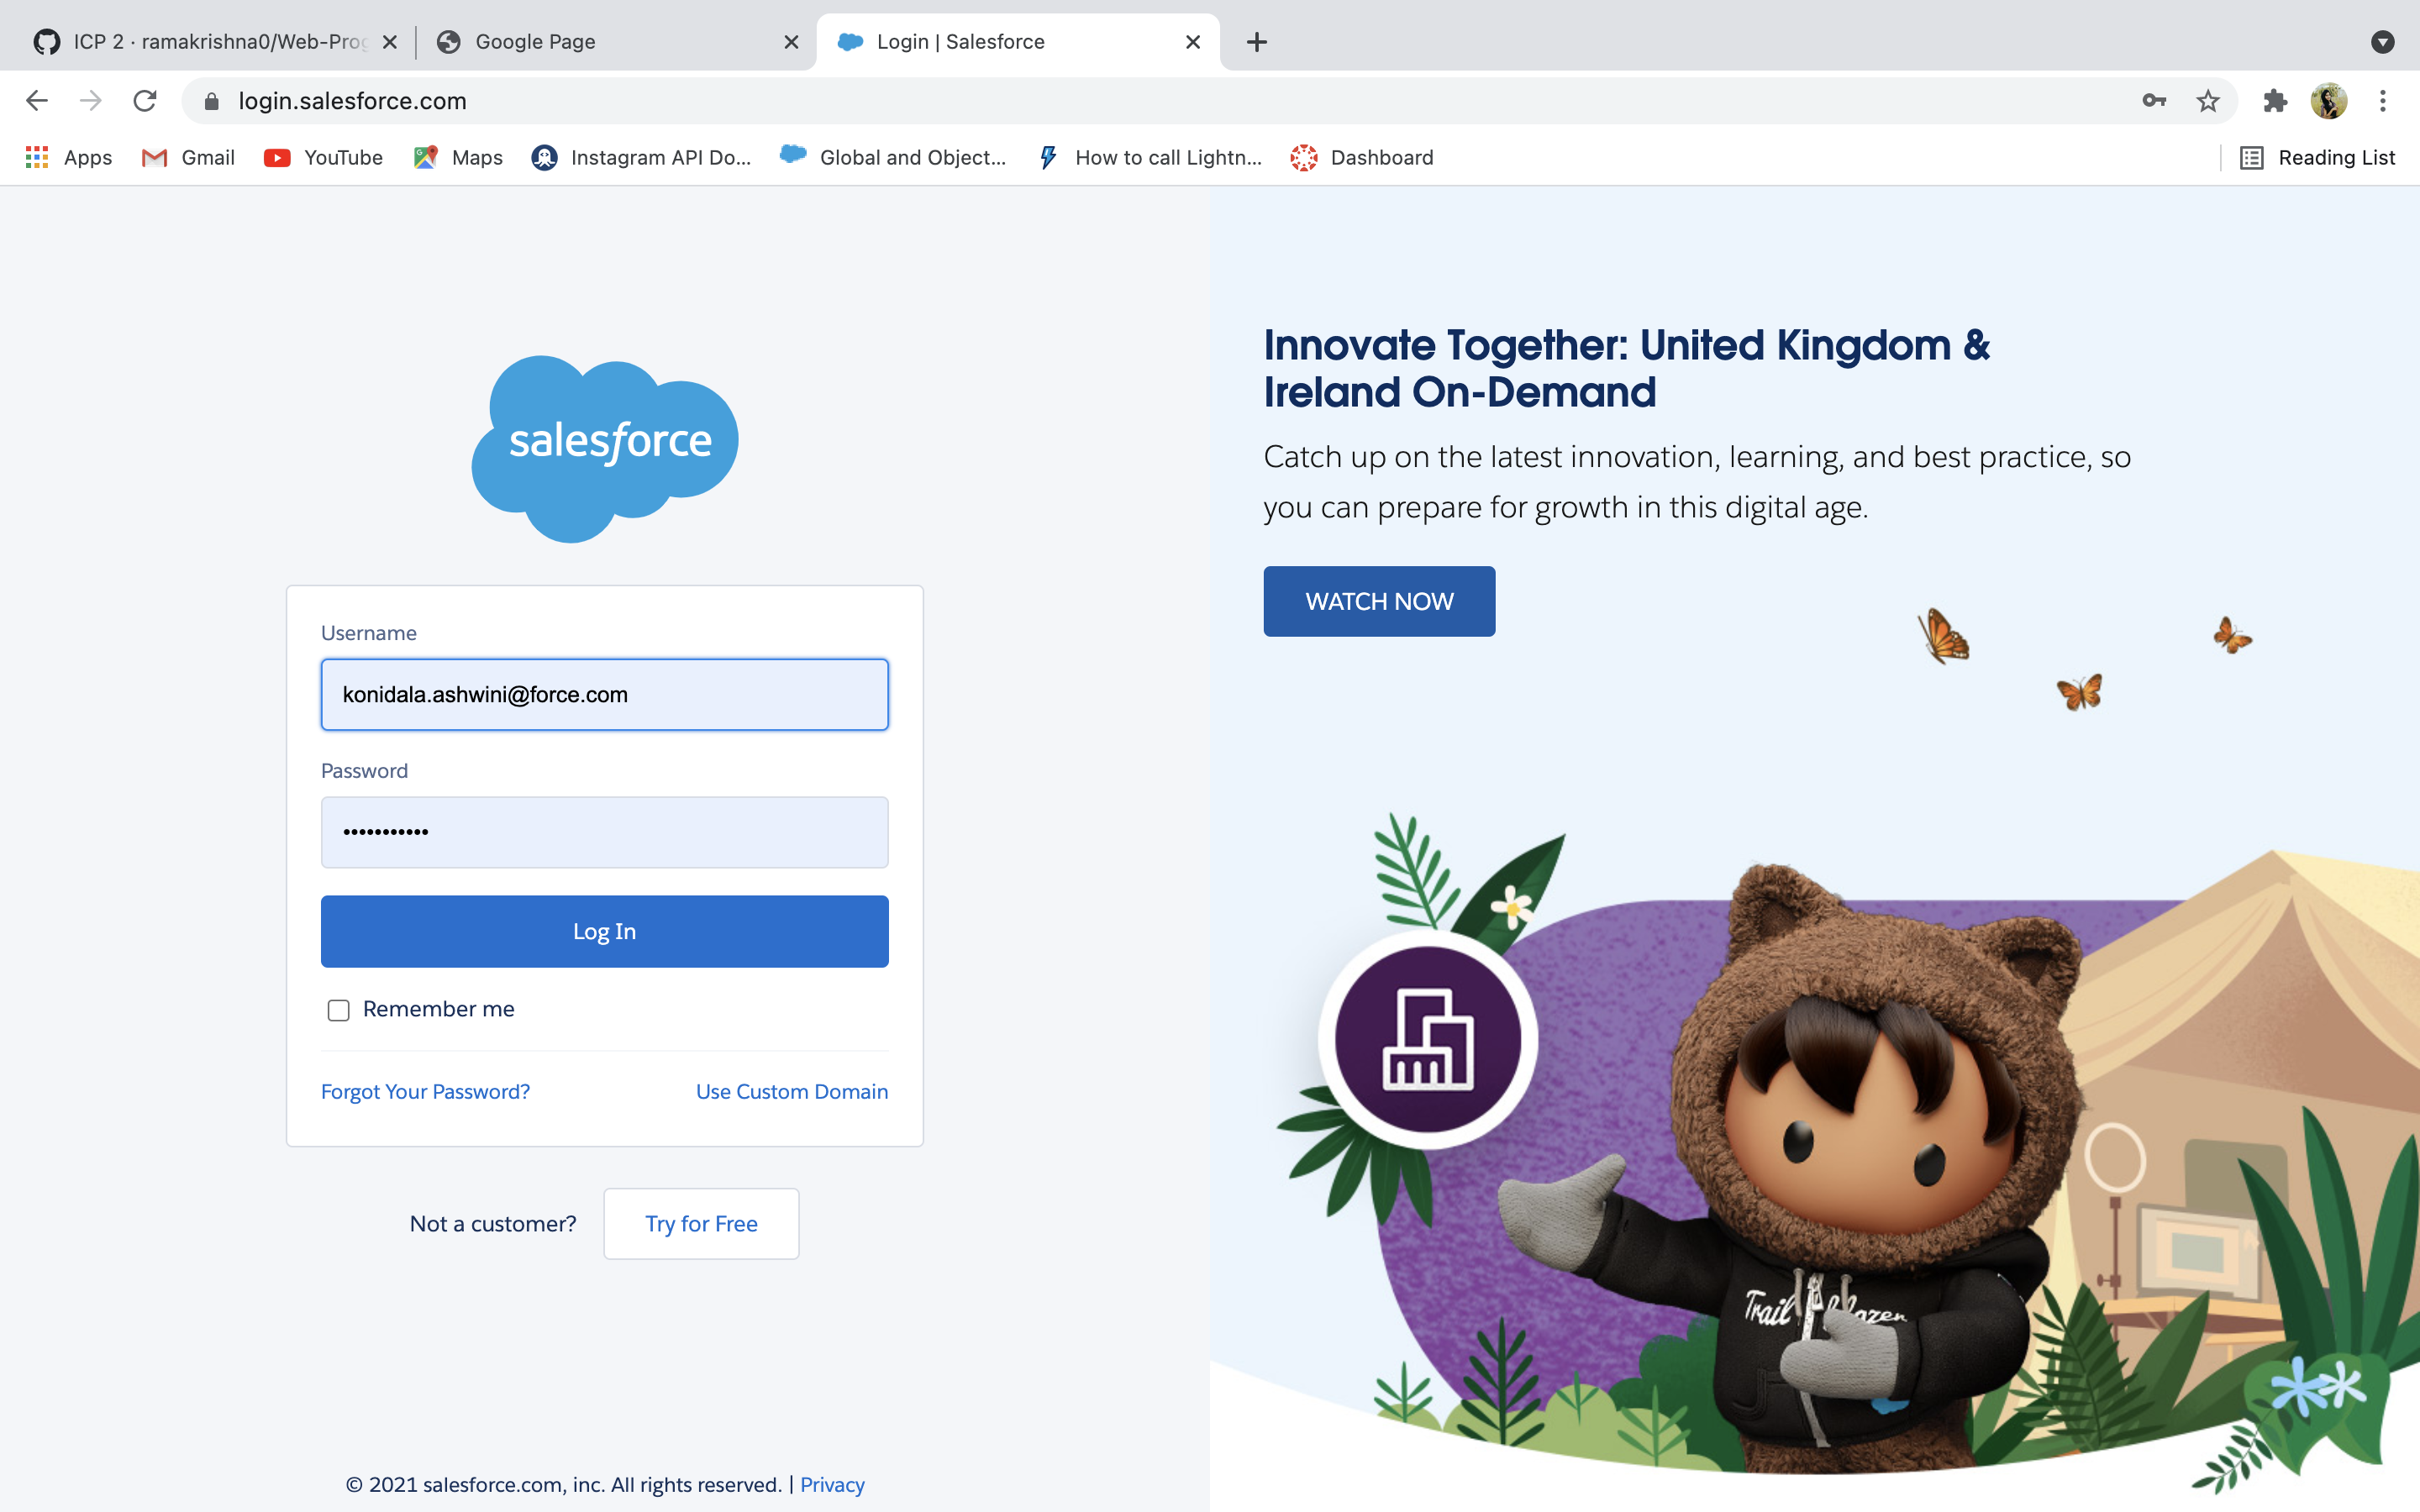 ICP 2 · ramakrishna0/Web-Prog
Google Page
Login | Salesforce
login.salesforce.com
Apps
Gmail
YouTube
Maps
Instagram API Do...
Global and Object...
How to call Lightn...
Dashboard
Reading List
salesforce
Username
konidala.ashwini@force.com
Password
•••••••••••
Log In
Remember me
Forgot Your Password?
Use Custom Domain
Not a customer?
Try for Free
© 2021 salesforce.com, inc. All rights reserved. | Privacy
Innovate Together: United Kingdom &
Ireland On-Demand
Catch up on the latest innovation, learning, and best practice, so
you can prepare for growth in this digital age.
WATCH NOW